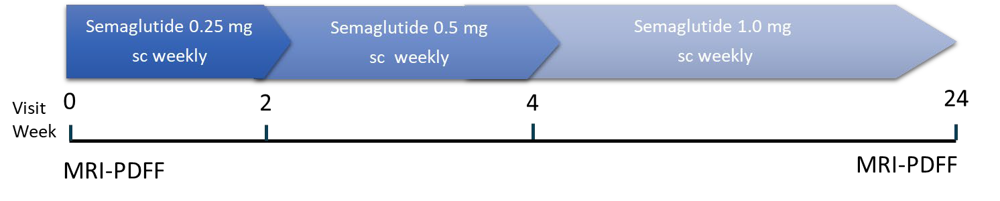 Semaglutide 0.25 mg
sc weekly
Semaglutide 0.5 mg
sc weekly
Semaglutide 1.0 mg
sc weekly
Visit
Week
0
2
4
24
MRI-PDFF
MRI-PDFF